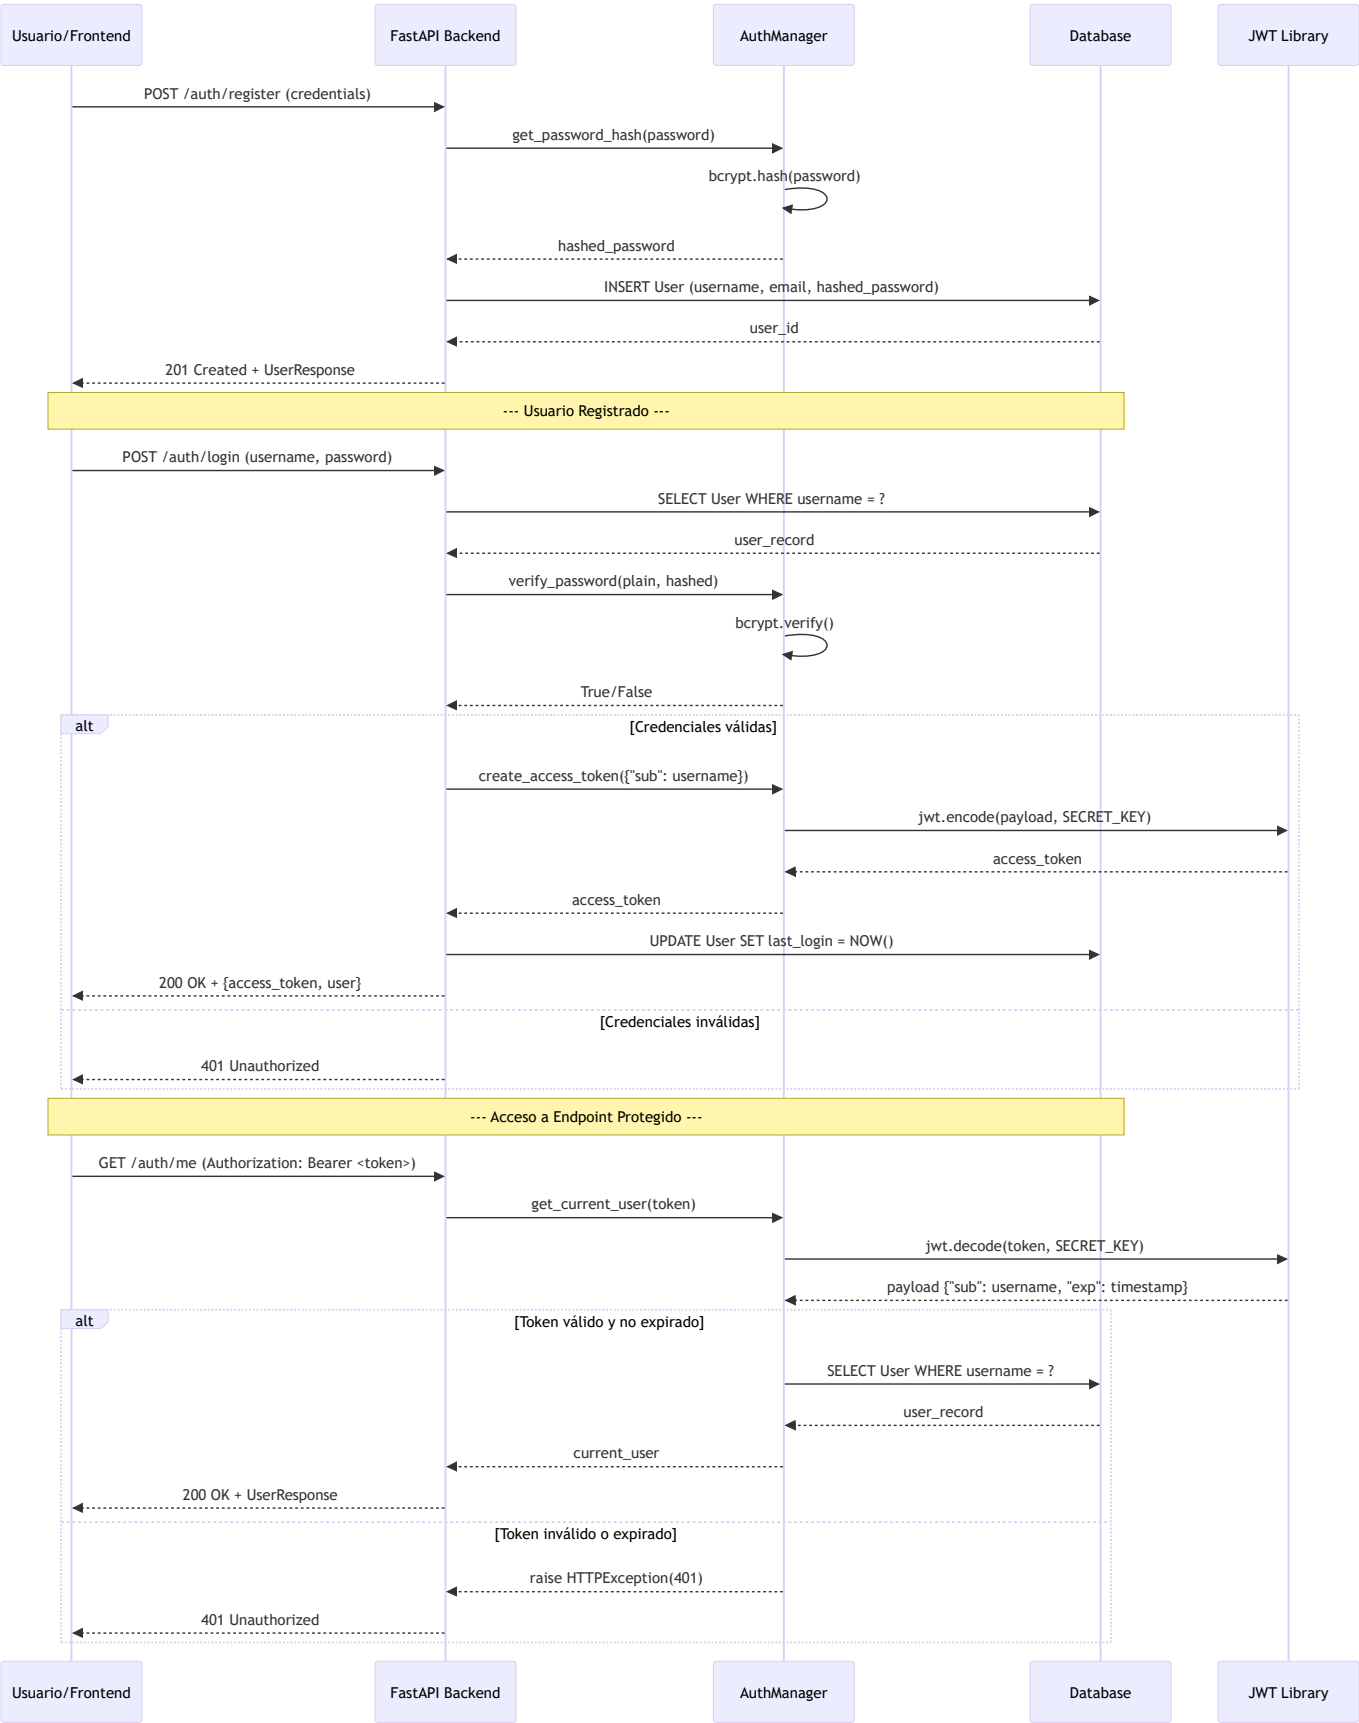 Usuario/Frontend
FastAPI Backend
AuthManager
Database
JWT Library
POST /auth/register (credentials)
get_password_hash(password)
bcrypt.hash(password)
hashed_password
INSERT User (username, email, hashed_password)
user_id
201 Created + UserResponse
--- Usuario Registrado ---
POST /auth/login (username, password)
SELECT User WHERE username = ?
user_record
verify_password(plain, hashed)
bcrypt.verify()
True/False
alt
[Credenciales válidas]
create_access_token({"sub": username})
jwt.encode(payload, SECRET_KEY)
access_token
access_token
UPDATE User SET last_login = NOW()
200 OK + {access_token, user}
[Credenciales inválidas]
401 Unauthorized
--- Acceso a Endpoint Protegido ---
GET /auth/me (Authorization: Bearer <token>)
get_current_user(token)
jwt.decode(token, SECRET_KEY)
payload {"sub": username, "exp": timestamp}
alt
[Token válido y no expirado]
SELECT User WHERE username = ?
user_record
current_user
200 OK + UserResponse
[Token inválido o expirado]
raise HTTPException(401)
401 Unauthorized
Usuario/Frontend
FastAPI Backend
AuthManager
Database
JWT Library